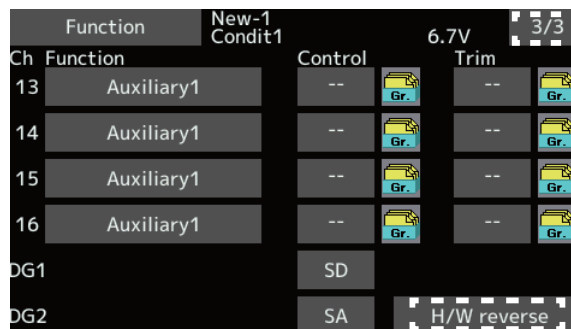 Function New-1 3/3
Condit1 6.7V
Ch Function Control Trim
13 Auxiliary1 -- Gr. -- Gr.
14 Auxiliary1 -- Gr. -- Gr.
15 Auxiliary1 -- Gr. -- Gr.
16 Auxiliary1 -- Gr. -- Gr.
DG1 SD
DG2 SA H/W reverse